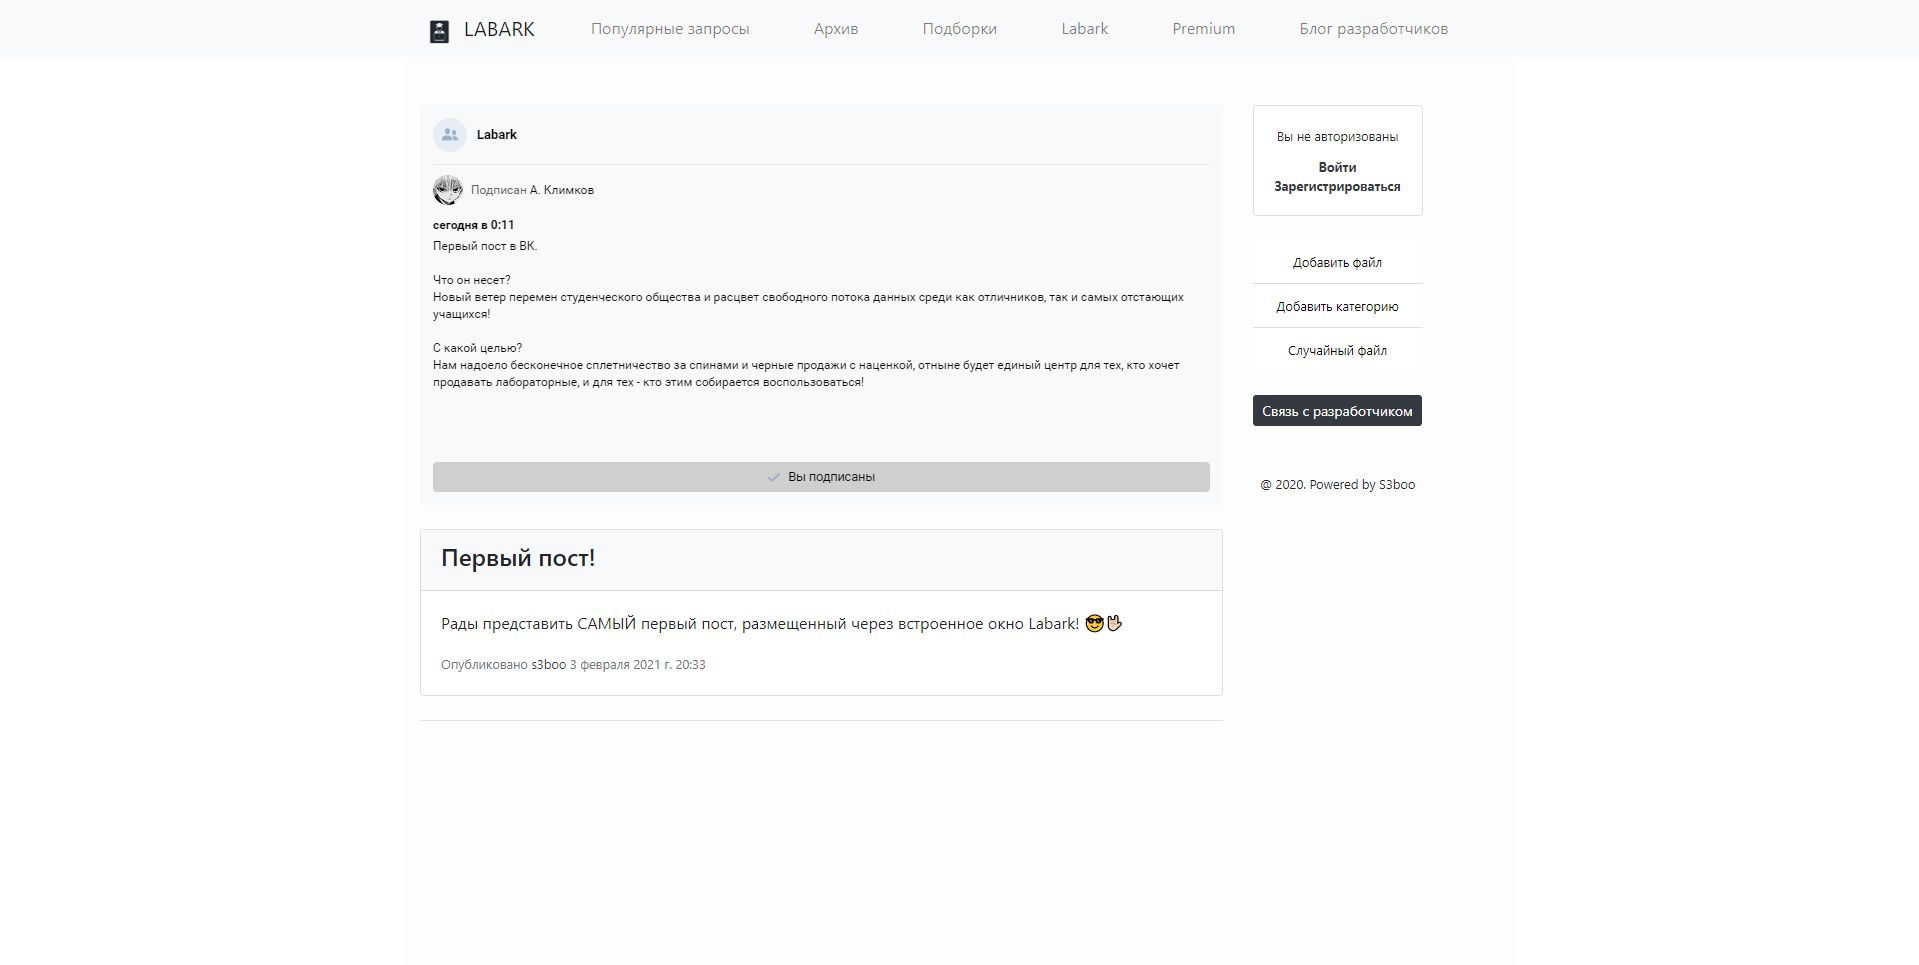 LABARK Популярные запросы Архив Подборки Labark Premium Блог разработчиков
Labark
Подписан А. Климков
сегодня в 0:11
Первый пост в ВК.
Что он несет?
Новый ветер перемен студенческого общества и расцвет свободного потока данных среди как отличников, так и самых отстающих
учащихся!
С какой целью?
Нам надоело бесконечное сплетничество за спинами и черные продажи с наценкой, отныне будет единый центр для тех, кто хочет
продавать лабораторные, и для тех - кто этим собирается воспользоваться!
Вы подписаны
Первый пост!
Рады представить САМЫЙ первый пост, размещенный через встроенное окно Labark! 😎🤟🏻
Опубликовано s3boo 3 февраля 2021 г. 20:33
Вы не авторизованы
Войти
Зарегистрироваться
Добавить файл
Добавить категорию
Случайный файл
Связь с разработчиком
@ 2020. Powered by S3boo